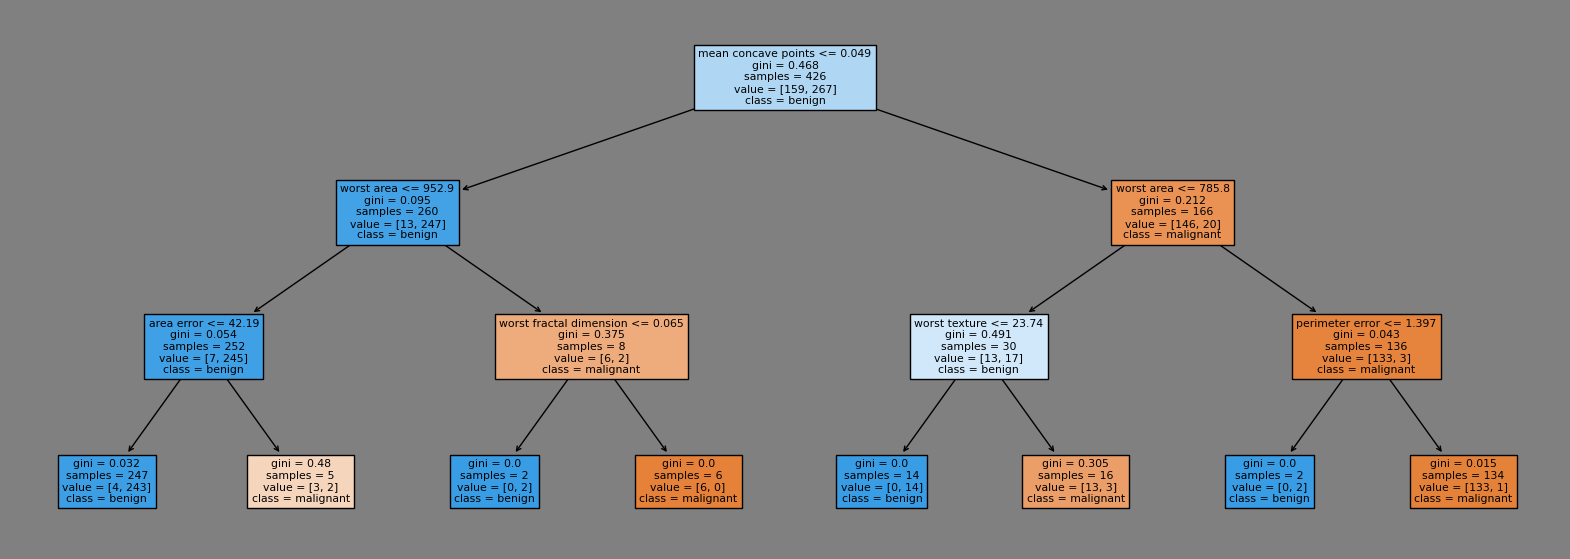 mean concave points <= 0.049
gini = 0.468
samples = 426
value = [159, 267]
class = benign
worst area <= 952.9
gini = 0.095
samples = 260
value = [13, 247]
class = benign
worst area <= 785.8
gini = 0.212
samples = 166
value = [146, 20]
class = malignant
area error <= 42.19
gini = 0.054
samples = 252
value = [7, 245]
class = benign
worst fractal dimension <= 0.065
gini = 0.375
samples = 8
value = [6, 2]
class = malignant
worst texture <= 23.74
gini = 0.491
samples = 30
value = [13, 17]
class = benign
perimeter error <= 1.397
gini = 0.043
samples = 136
value = [133, 3]
class = malignant
gini = 0.032
samples = 247
value = [4, 243]
class = benign
gini = 0.48
samples = 5
value = [3, 2]
class = malignant
gini = 0.0
samples = 2
value = [0, 2]
class = benign
gini = 0.0
samples = 6
value = [6, 0]
class = malignant
gini = 0.0
samples = 14
value = [0, 14]
class = benign
gini = 0.305
samples = 16
value = [13, 3]
class = malignant
gini = 0.0
samples = 2
value = [0, 2]
class = benign
gini = 0.015
samples = 134
value = [133, 1]
class = malignant